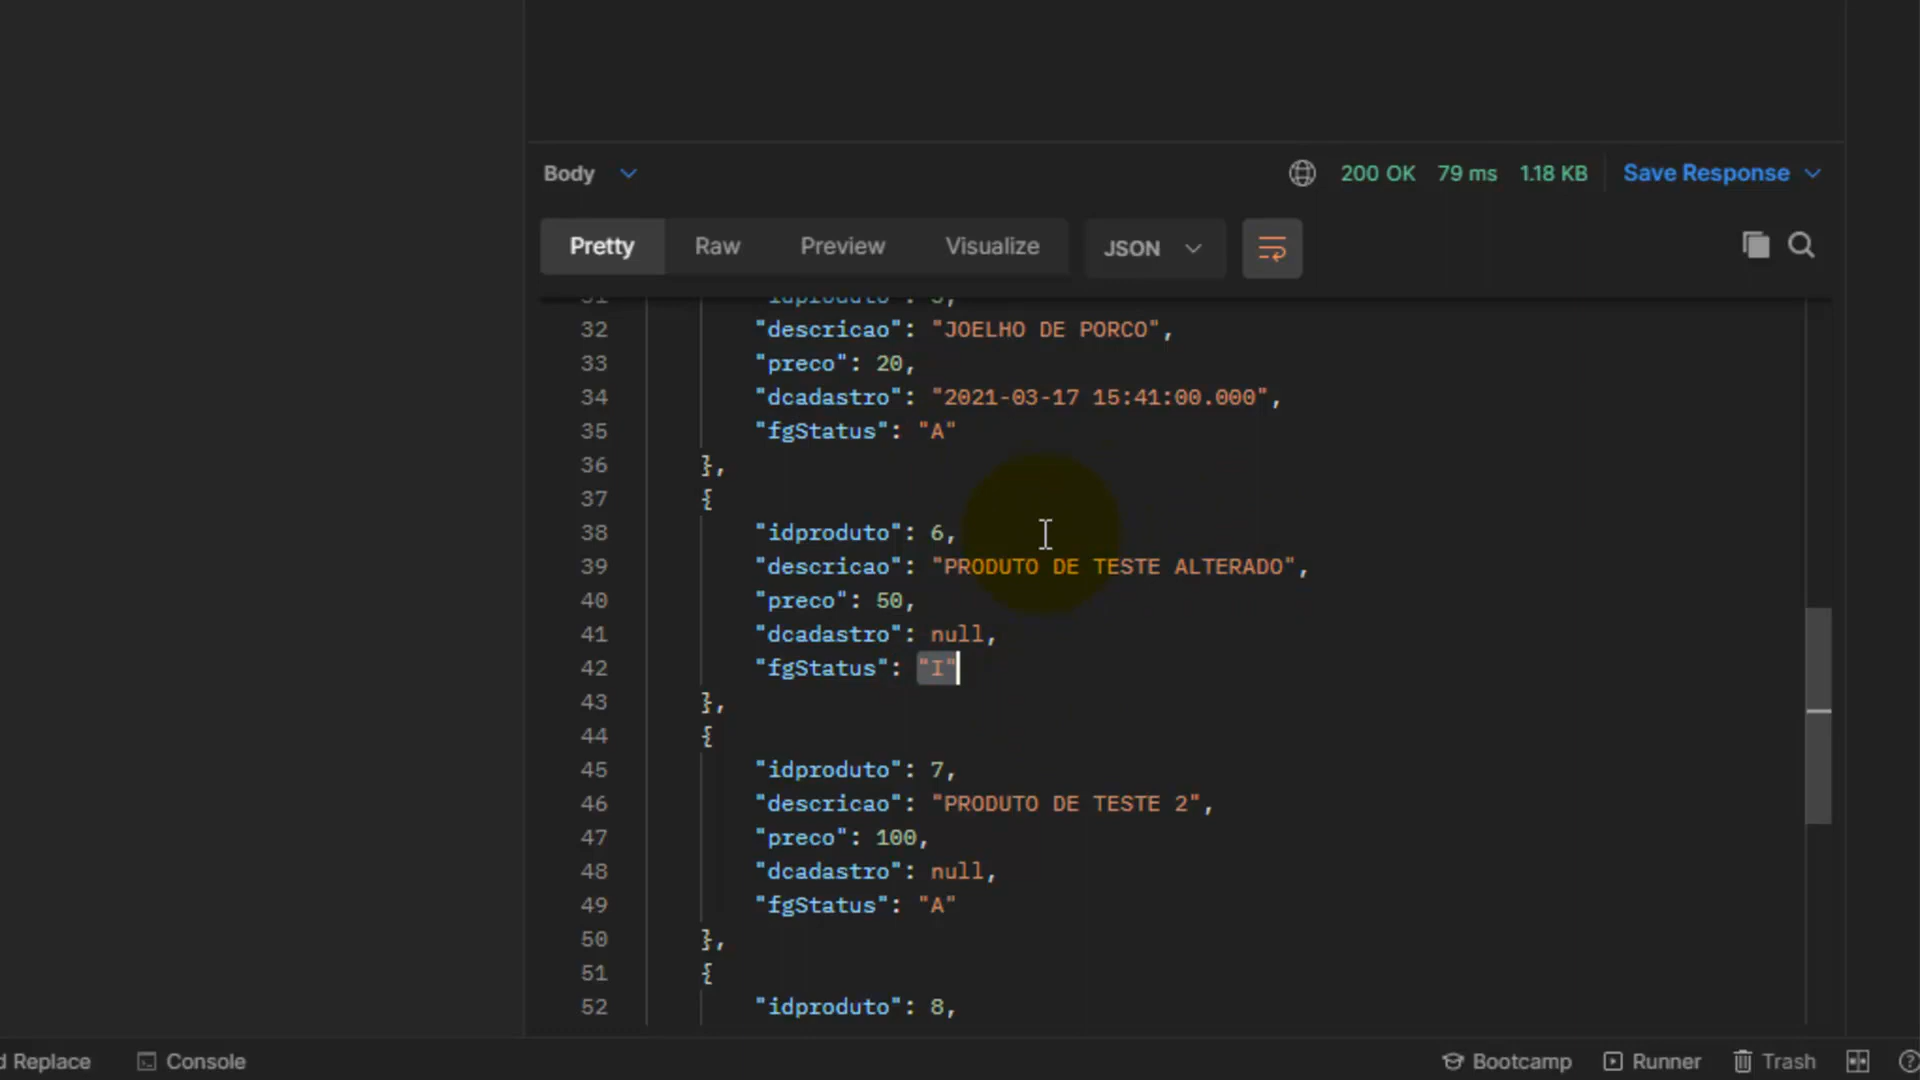 Body 200 OK 79 ms 1.18 KB Save Response
Pretty Raw Preview Visualize JSON
31 "idproduto": 5,
32 "descricao": "JOELHO DE PORCO",
33 "preco": 20,
34 "dcadastro": "2021-03-17 15:41:00.000",
35 "fgStatus": "A"
36 },
37 {
38 "idproduto": 6,
39 "descricao": "PRODUTO DE TESTE ALTERADO",
40 "preco": 50,
41 "dcadastro": null,
42 "fgStatus": "I"
43 },
44 {
45 "idproduto": 7,
46 "descricao": "PRODUTO DE TESTE 2",
47 "preco": 100,
48 "dcadastro": null,
49 "fgStatus": "A"
50 },
51 {
52 "idproduto": 8,
d Replace Console Bootcamp Runner Trash